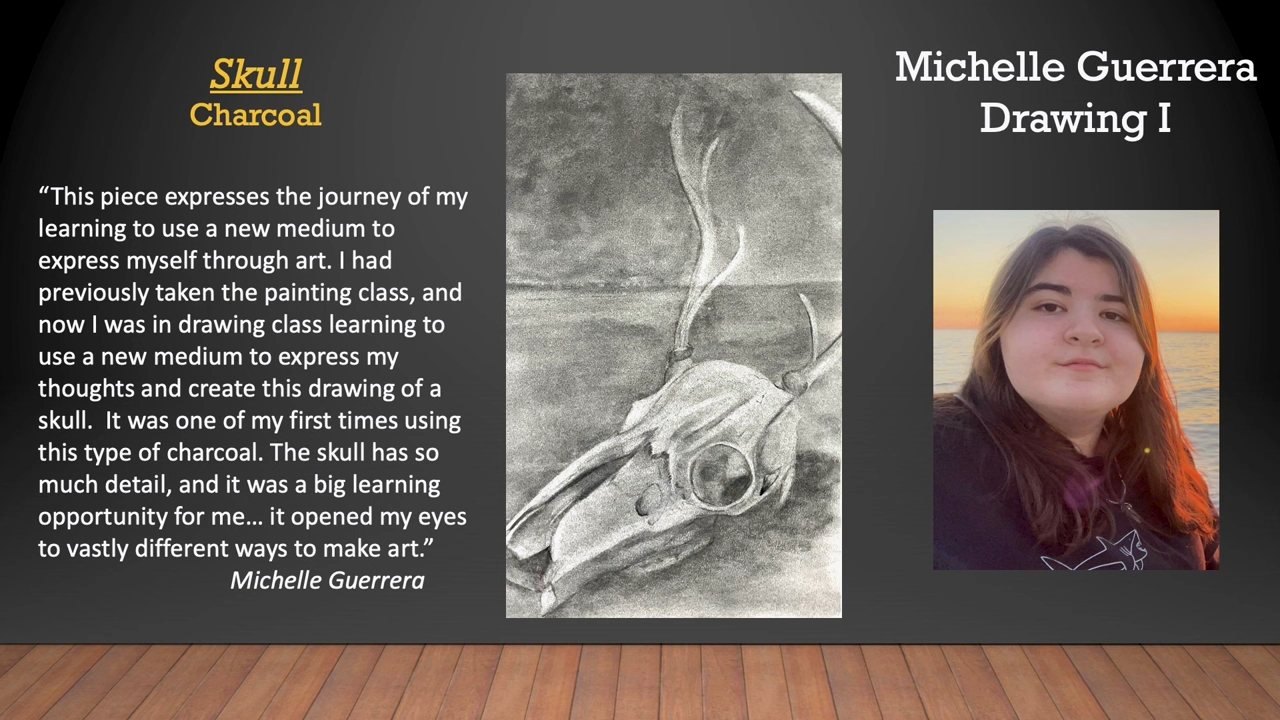 Skull
Charcoal
“This piece expresses the journey of my
learning to use a new medium to
express myself through art. I had
previously taken the painting class, and
now I was in drawing class learning to
use a new medium to express my
thoughts and create this drawing of a
skull.  It was one of my first times using
this type of charcoal. The skull has so
much detail, and it was a big learning
opportunity for me… it opened my eyes
to vastly different ways to make art.”
Michelle Guerrera
Michelle Guerrera
Drawing I